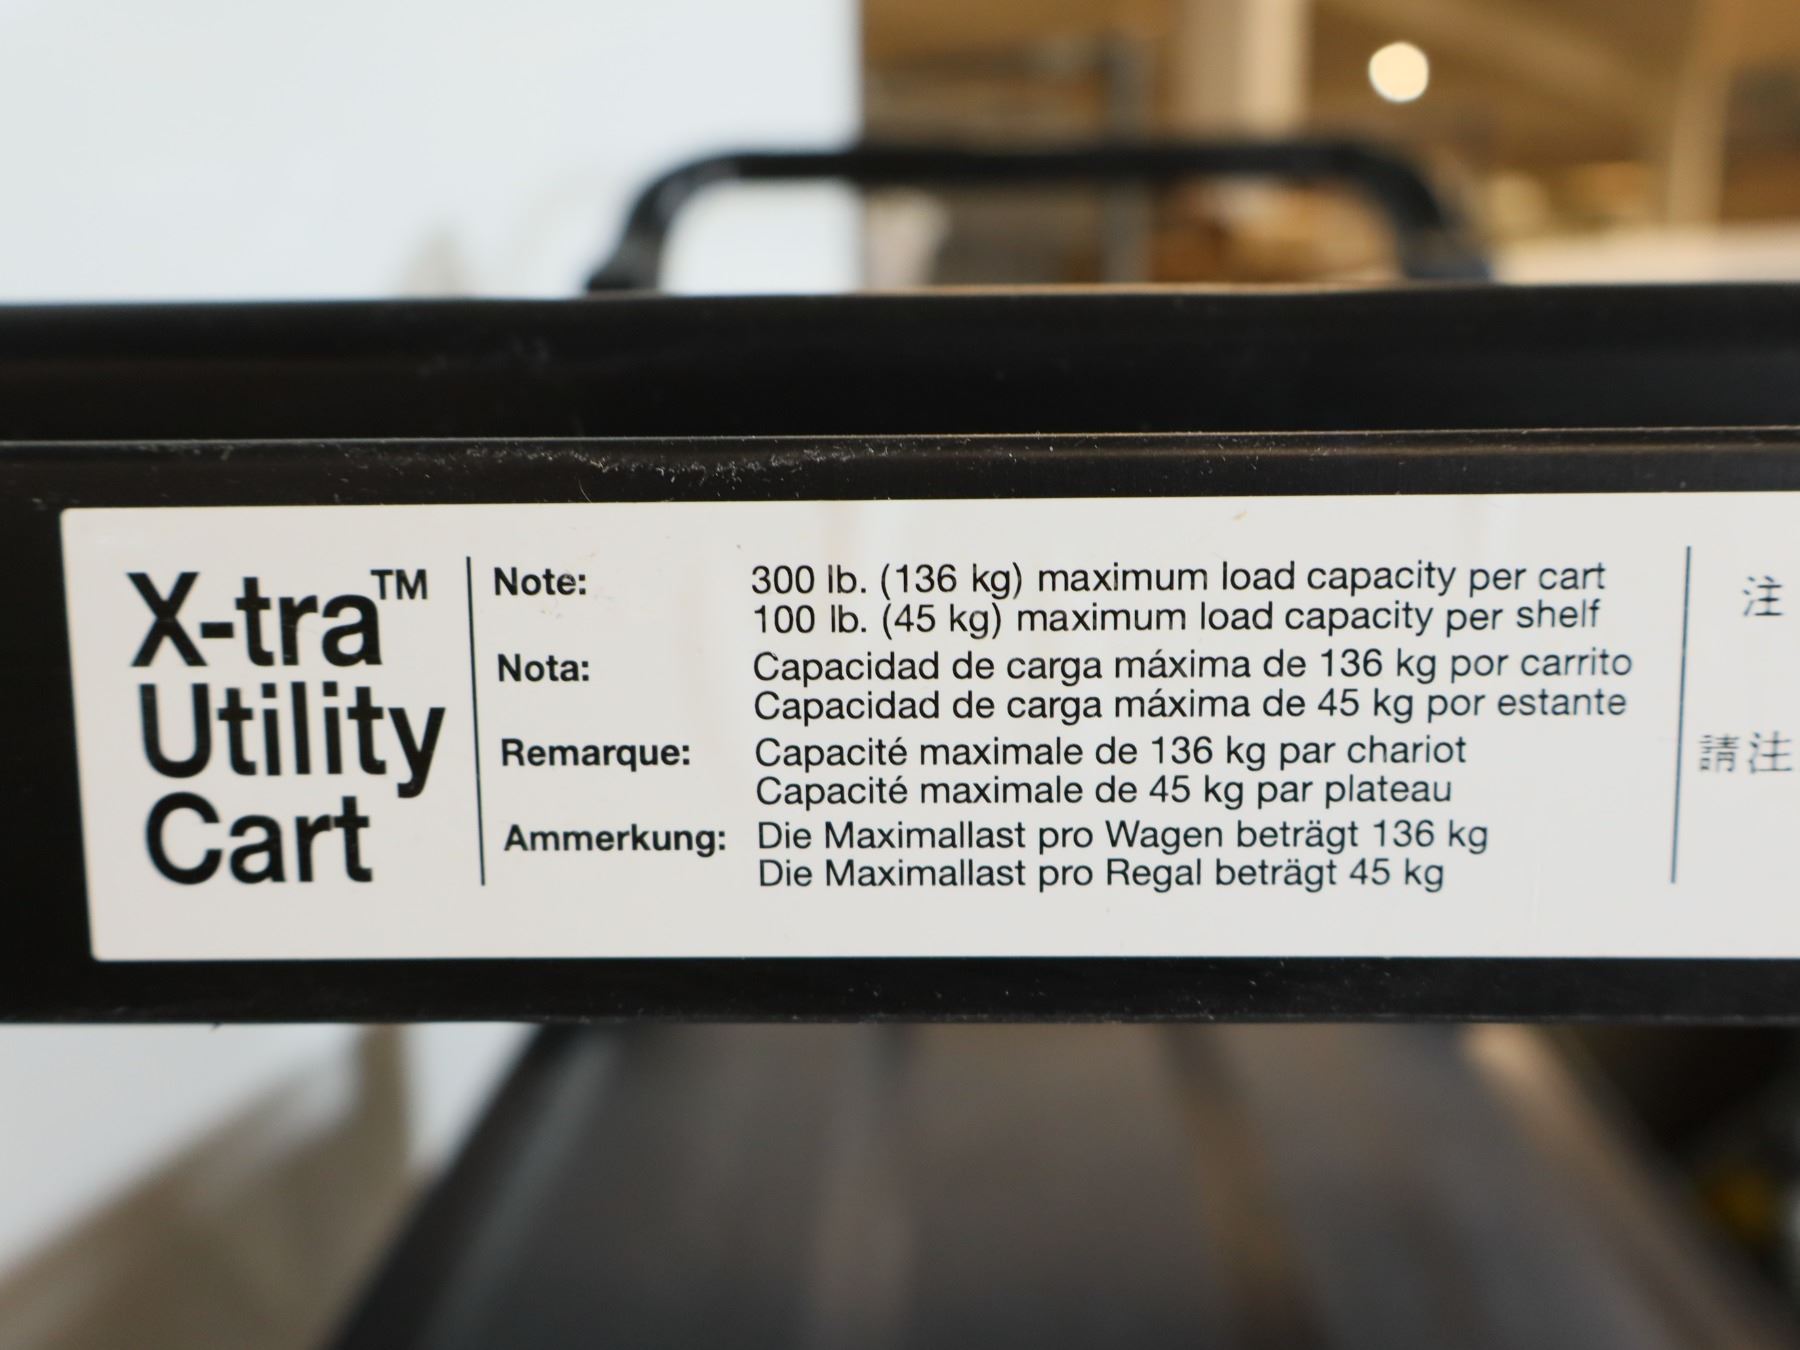 X-tra™
Utility
Cart
Note: 300 lb. (136 kg) maximum load capacity per cart
100 lb. (45 kg) maximum load capacity per shelf
Nota: Capacidad de carga máxima de 136 kg por carrito
Capacidad de carga máxima de 45 kg por estante
Remarque: Capacité maximale de 136 kg par chariot
Capacité maximale de 45 kg par plateau
Ammerkung: Die Maximallast pro Wagen beträgt 136 kg
Die Maximallast pro Regal beträgt 45 kg
注
請注